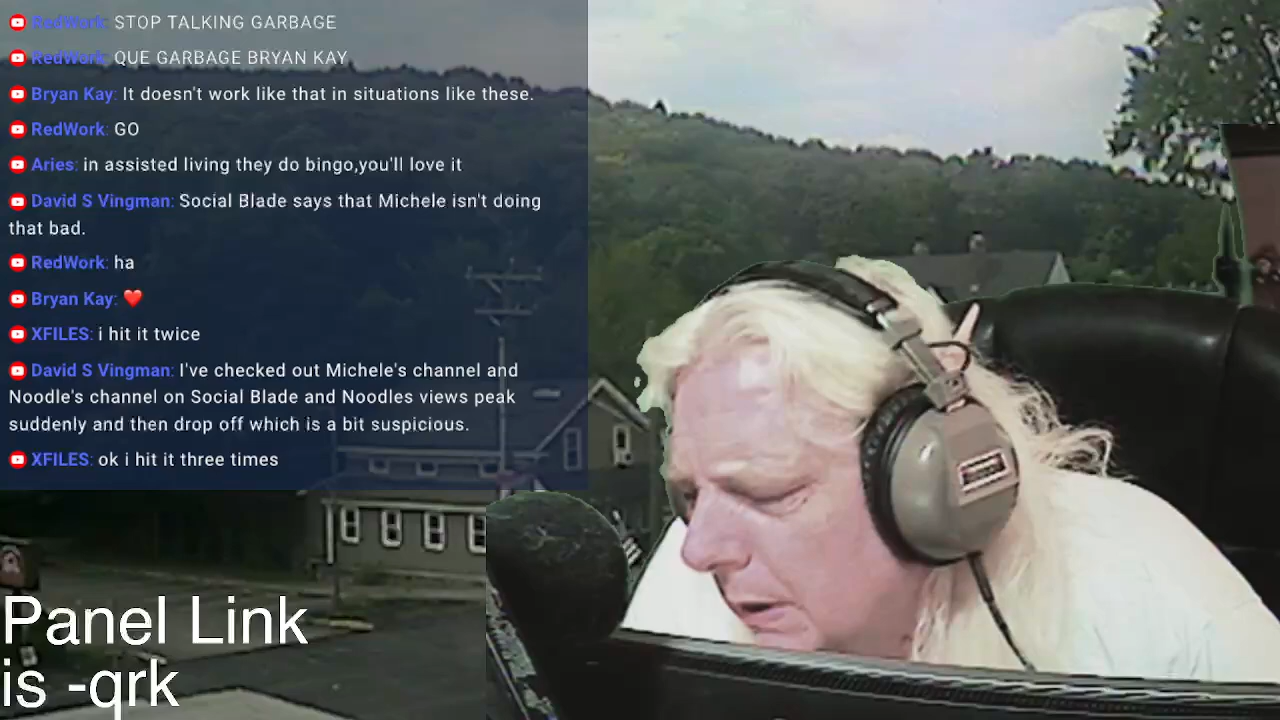 RedWork: STOP TALKING GARBAGE
RedWork: QUE GARBAGE BRYAN KAY
Bryan Kay: It doesn't work like that in situations like these.
RedWork: GO
Aries: in assisted living they do bingo,you'll love it
David S Vingman: Social Blade says that Michele isn't doing
that bad.
RedWork: ha
Bryan Kay: ❤️
XFILES: i hit it twice
David S Vingman: I've checked out Michele's channel and
Noodle's channel on Social Blade and Noodles views peak
suddenly and then drop off which is a bit suspicious.
XFILES: ok i hit it three times
Panel Link
is -qrk